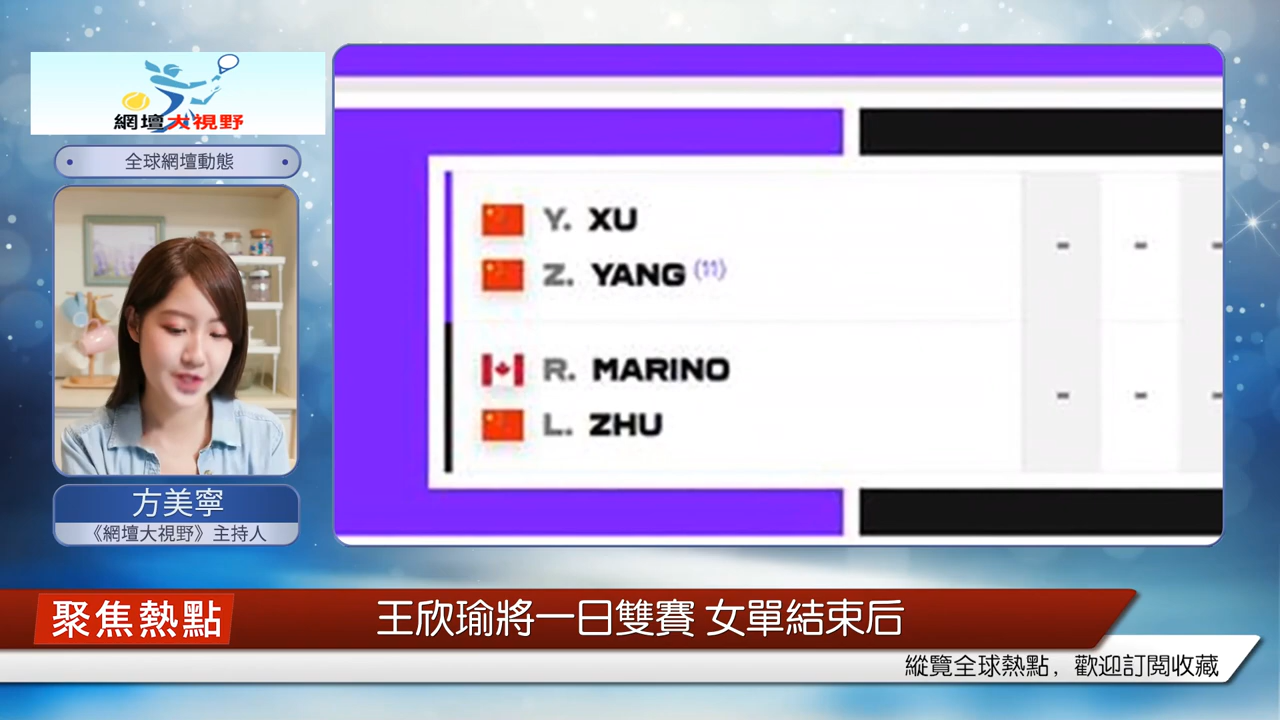 網壇大視野
全球網壇動態
方美寧
《網壇大視野》主持人
Y. XU
Z. YANG (11)
R. MARINO
L. ZHU
聚焦熱點
王欣瑜將一日雙賽 女單結束后
縱覽全球熱點，歡迎訂閱收藏